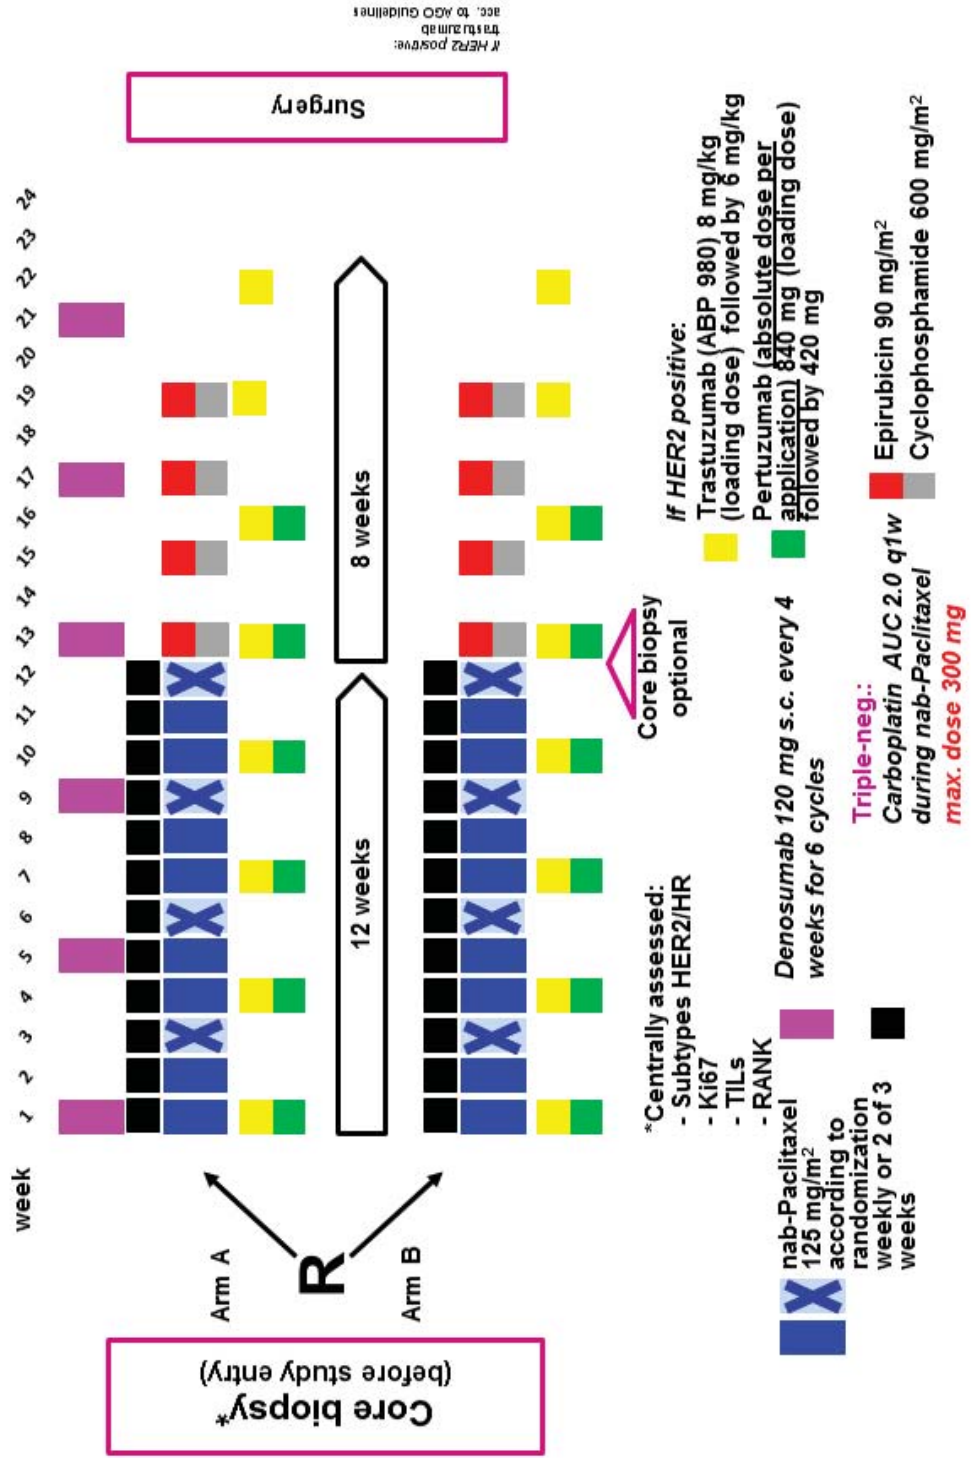 week 1 2 3 4 5 6 7 8 9 10 11 12 13 14 15 16 17 18 19 20 21 22 23 24
Core biopsy*
(before study entry)
R
Arm A
Arm B
12 weeks
8 weeks
Surgery
If HER2 positive:
trastuzumab
acc. to AGO Guidelines
Core biopsy
optional
*Centrally assessed:
- Subtypes HER2/HR
- Ki67
- TILs
- RANK
nab-Paclitaxel
125 mg/m²
according to
randomization
weekly or 2 of 3
weeks
Denosumab 120 mg s.c. every 4
weeks for 6 cycles
Triple-neg.:
Carboplatin AUC 2.0 q1w
during nab-Paclitaxel
max. dose 300 mg
If HER2 positive:
Trastuzumab (ABP 980) 8 mg/kg
(loading dose) followed by 6 mg/kg
Pertuzumab (absolute dose per
application) 840 mg (loading dose)
followed by 420 mg
Epirubicin 90 mg/m²
Cyclophosphamide 600 mg/m²